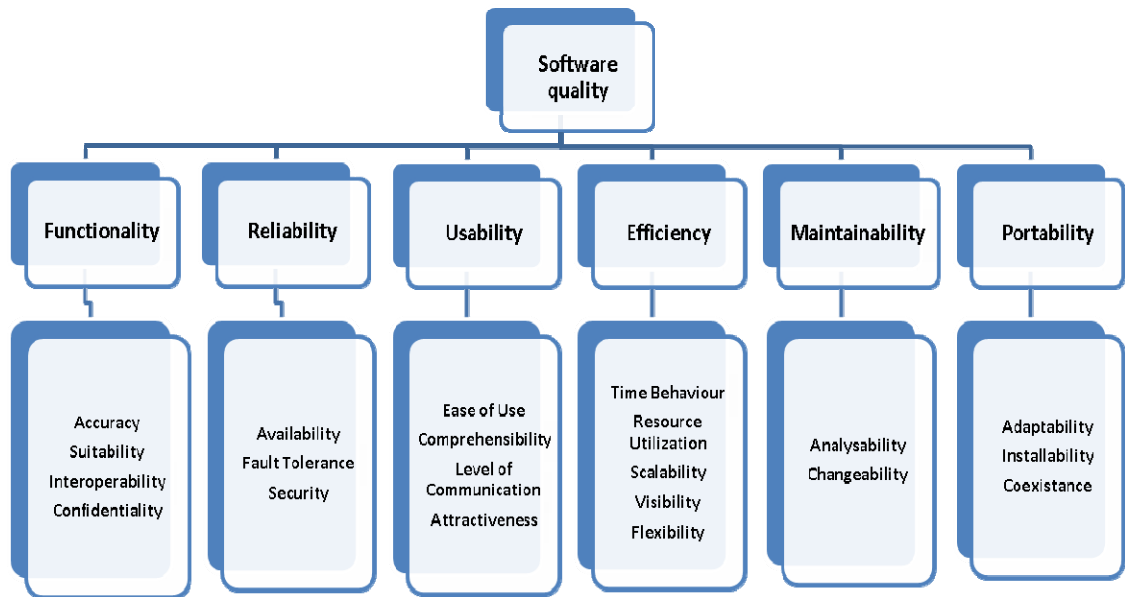 Software
quality
Functionality
Reliability
Usability
Efficiency
Maintainability
Portability
Accuracy
Suitability
Interoperability
Confidentiality
Availability
Fault Tolerance
Security
Ease of Use
Comprehensibility
Level of
Communication
Attractiveness
Time Behaviour
Resource
Utilization
Scalability
Visibility
Flexibility
Analysability
Changeability
Adaptability
Installability
Coexistance